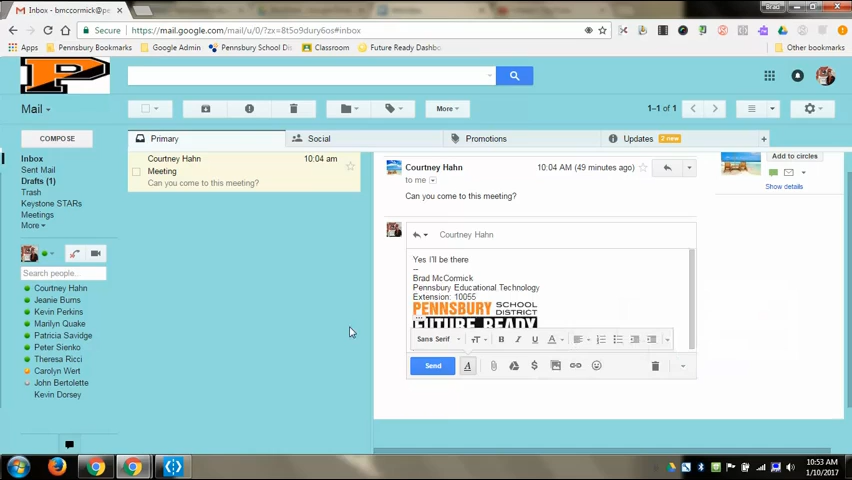 Inbox - bmccormick@pe
Brad
Secure
https://mail.google.com/mail/u/0/?zx=8t5o9dury6os#inbox
Apps
Pennsbury Bookmarks
Google Admin
Pennsbury School Dis
Classroom
Future Ready Dashbo
Other bookmarks
P
Mail
More
1–1 of 1
COMPOSE
Primary
Social
Promotions
Updates
2 new
Inbox
Sent Mail
Drafts (1)
Trash
Keystone STARs
Meetings
More
Courtney Hahn
10:04 am
Meeting
Can you come to this meeting?
Courtney Hahn
10:04 AM (49 minutes ago)
to me
Can you come to this meeting?
Add to circles
Show details
Courtney Hahn
Yes I'll be there
--
Brad McCormick
Pennsbury Educational Technology
Extension: 10055
PENNSBURY SCHOOL DISTRICT
FUTURE READY
Sans Serif
Send
Search people...
Courtney Hahn
Jeanie Burns
Kevin Perkins
Marilyn Quake
Patricia Savidge
Peter Sienko
Theresa Ricci
Carolyn Wert
John Bertolette
Kevin Dorsey
10:53 AM
1/10/2017